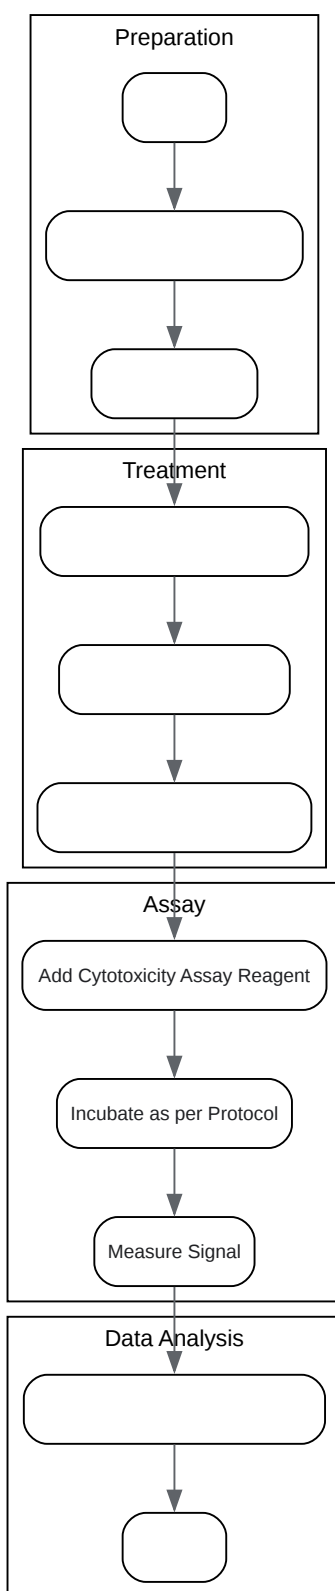 Preparation
Treatment
Assay
Add Cytotoxicity Assay Reagent
Incubate as per Protocol
Measure Signal
Data Analysis